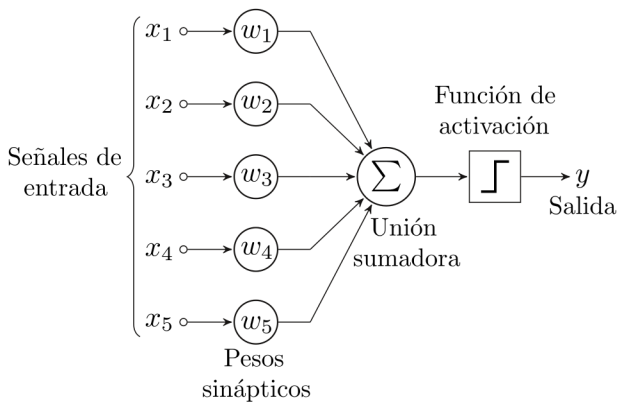 x₁ w₁
x₂ w₂
Función de
activación
Señales de
entrada
x₃ w₃ Σ y
Salida
Unión
sumadora
x₄ w₄
x₅ w₅
Pesos
sinápticos